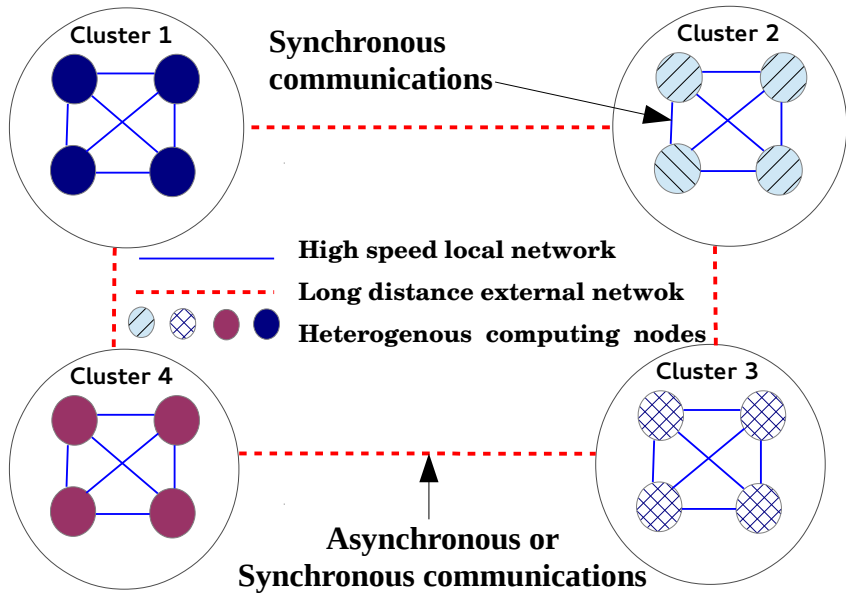 Cluster 1
Synchronous
communications
Cluster 2
High speed local network
Long distance external netwok
Heterogenous computing nodes
Cluster 4
Cluster 3
Asynchronous or
Synchronous communications